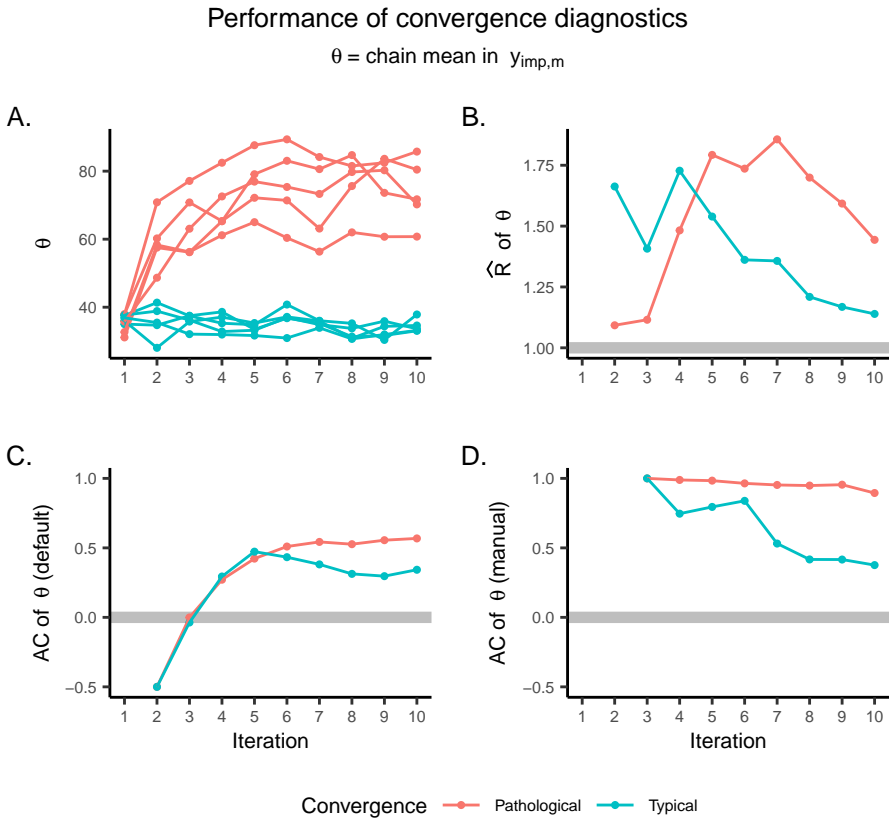 Performance of convergence diagnostics
θ = chain mean in y_imp,m
A.
θ
80
60
40
1 2 3 4 5 6 7 8 9 10
B.
R̂ of θ
1.75
1.50
1.25
1.00
1 2 3 4 5 6 7 8 9 10
C.
AC of θ (default)
1.0
0.5
0.0
−0.5
1 2 3 4 5 6 7 8 9 10
Iteration
D.
AC of θ (manual)
1.0
0.5
0.0
−0.5
1 2 3 4 5 6 7 8 9 10
Iteration
Convergence Pathological Typical